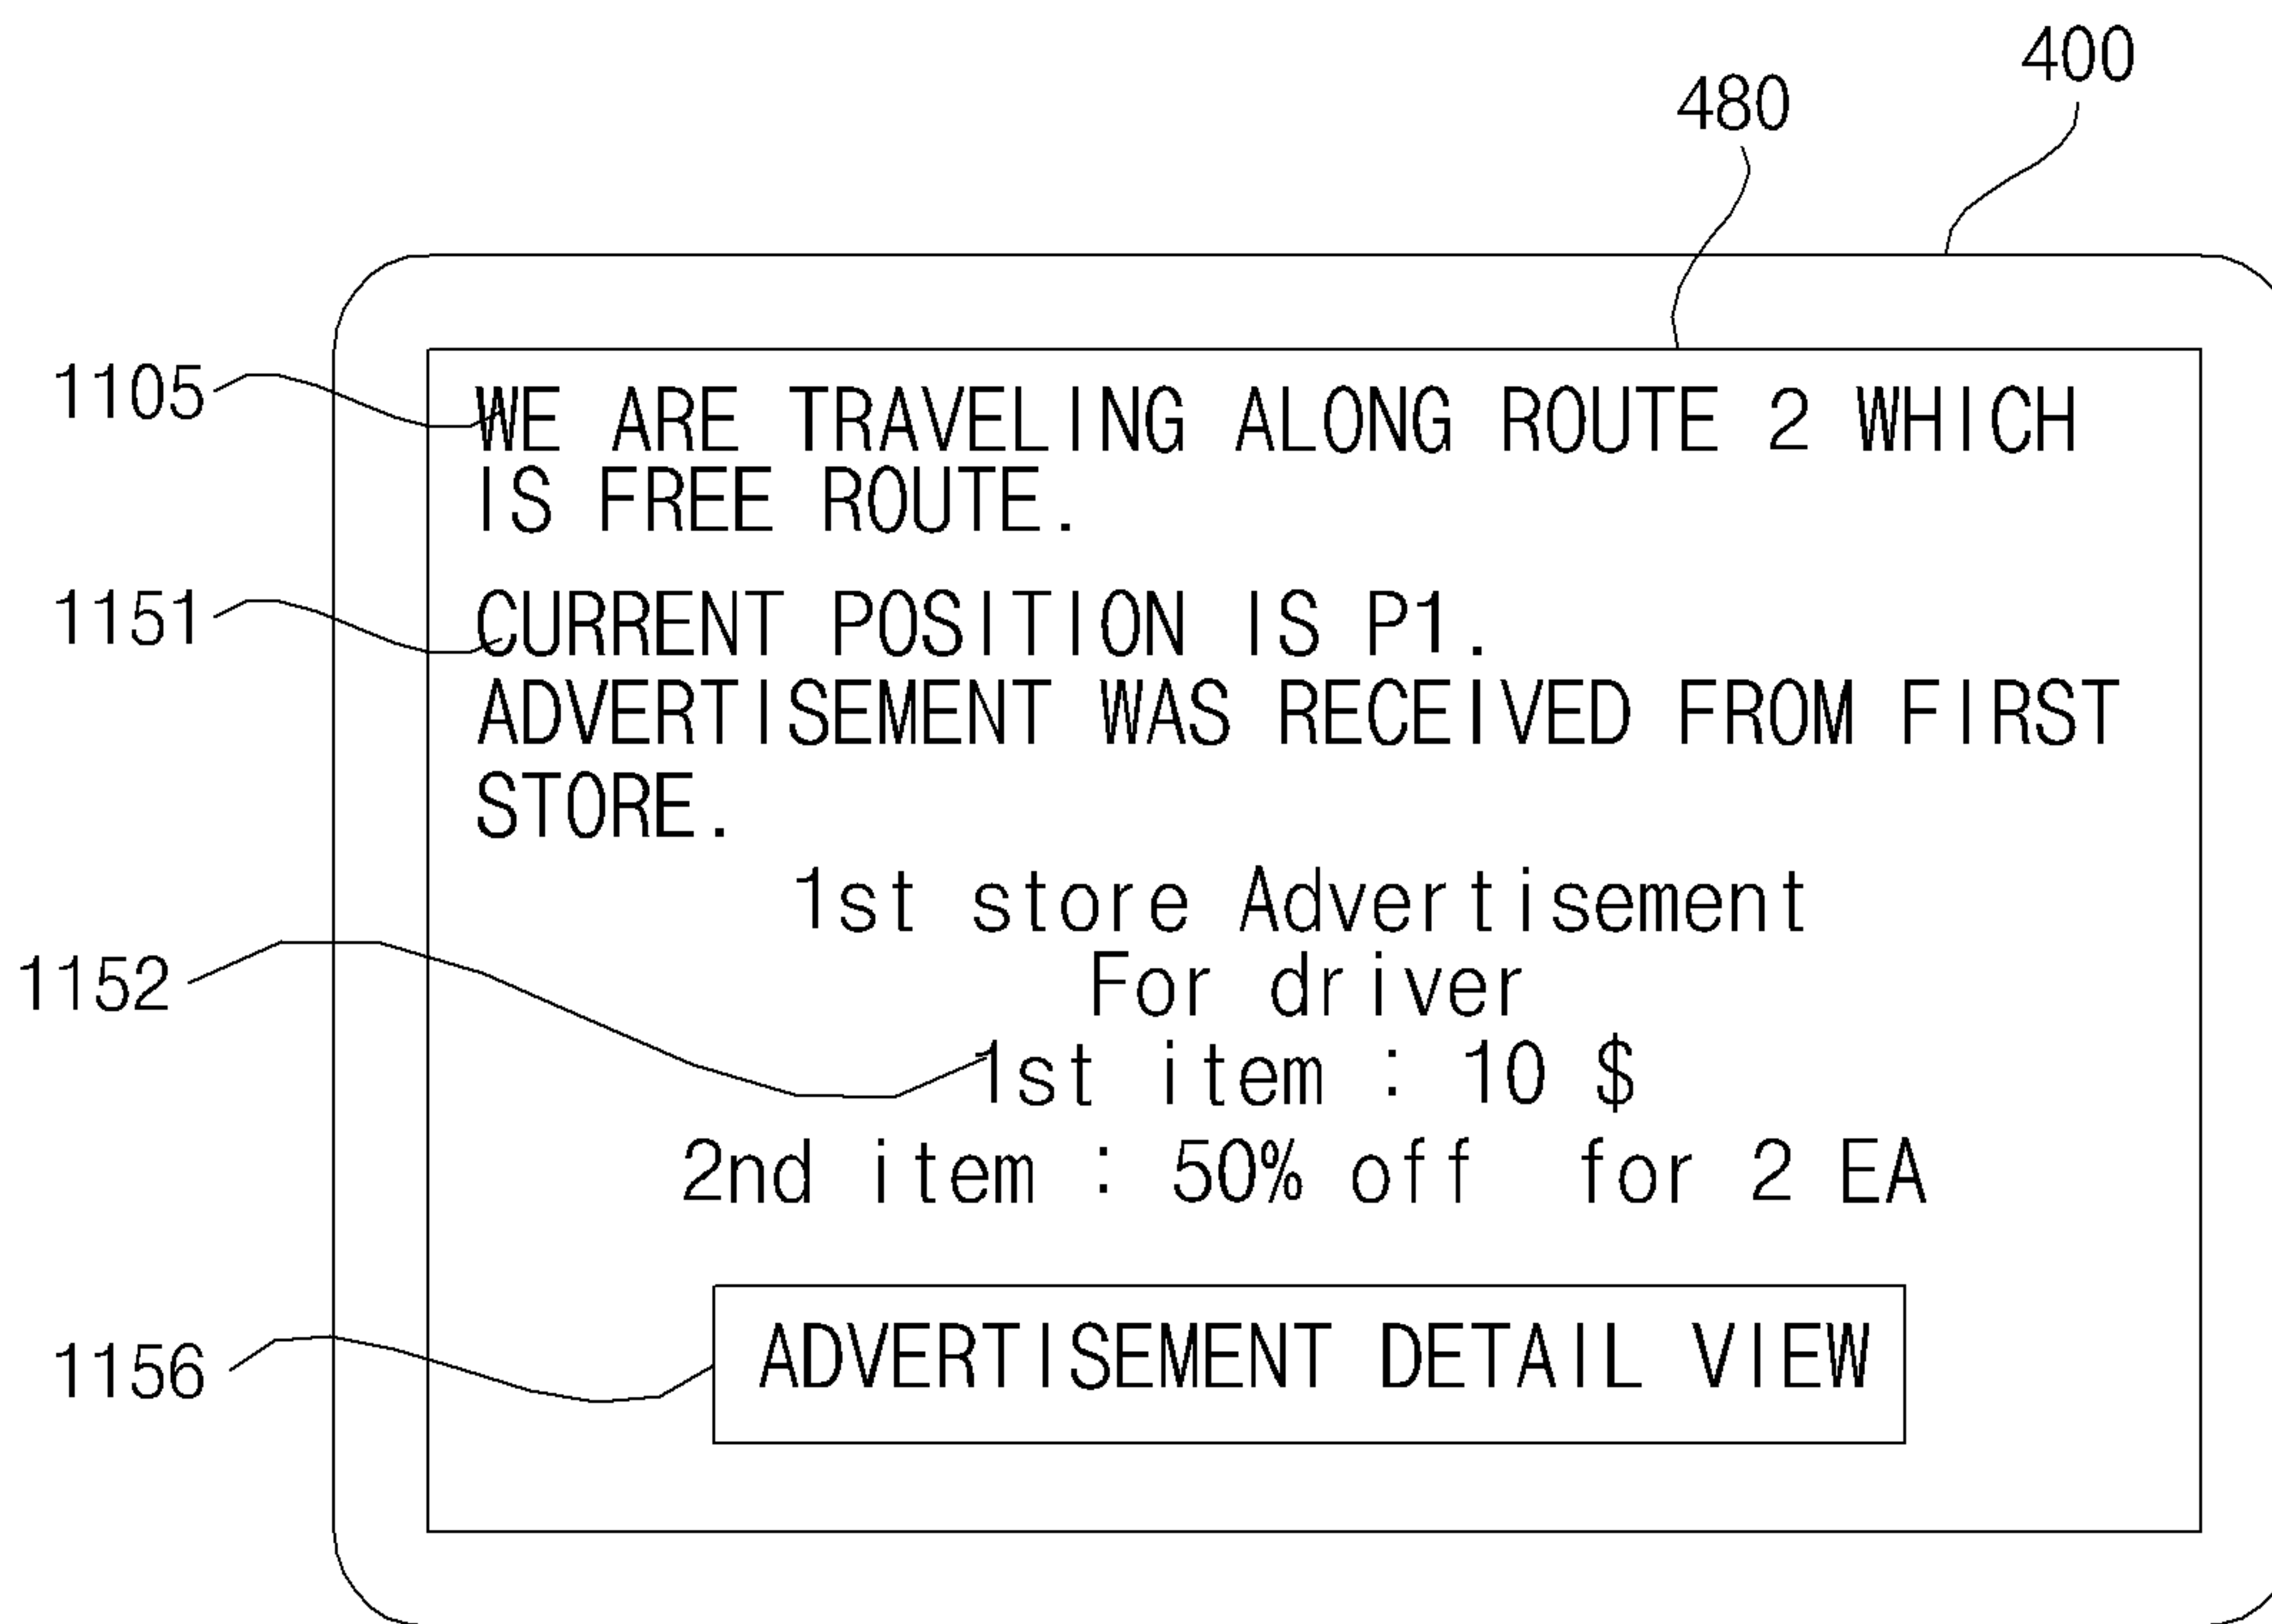 400
480
1105
WE ARE TRAVELING ALONG ROUTE 2 WHICH
IS FREE ROUTE.
1151
CURRENT POSITION IS P1.
ADVERTISEMENT WAS RECEIVED FROM FIRST
STORE.
1st store Advertisement
For driver
1152
1st item : 10 $
2nd item : 50% off for 2 EA
1156
ADVERTISEMENT DETAIL VIEW